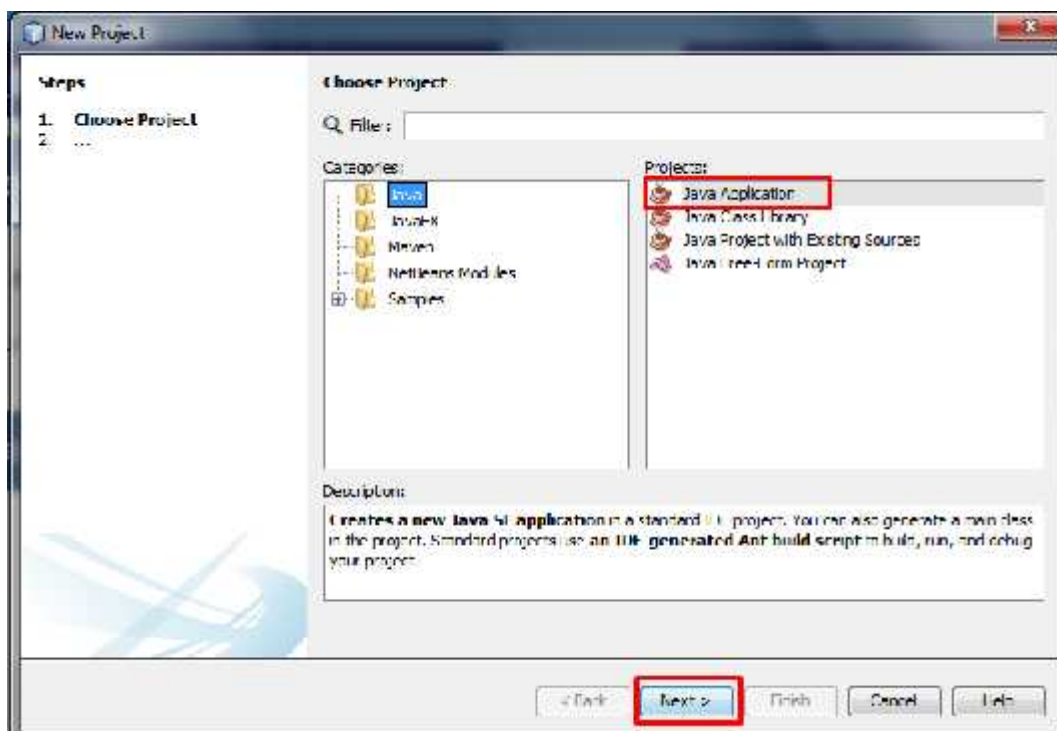 New Project
Steps
1. Choose Project
2. ...
Choose Project
Filter:
Categories:
Java
JavaFX
Maven
NetBeans Modules
Samples
Projects:
Java Application
Java Class Library
Java Project with Existing Sources
Java Free-Form Project
Description:
Creates a new Java SE application in a standard IDE project. You can also generate a main class
in the project. Standard projects use an IDE-generated Ant build script to build, run, and debug
your project.
< Back
Next >
Finish
Cancel
Help